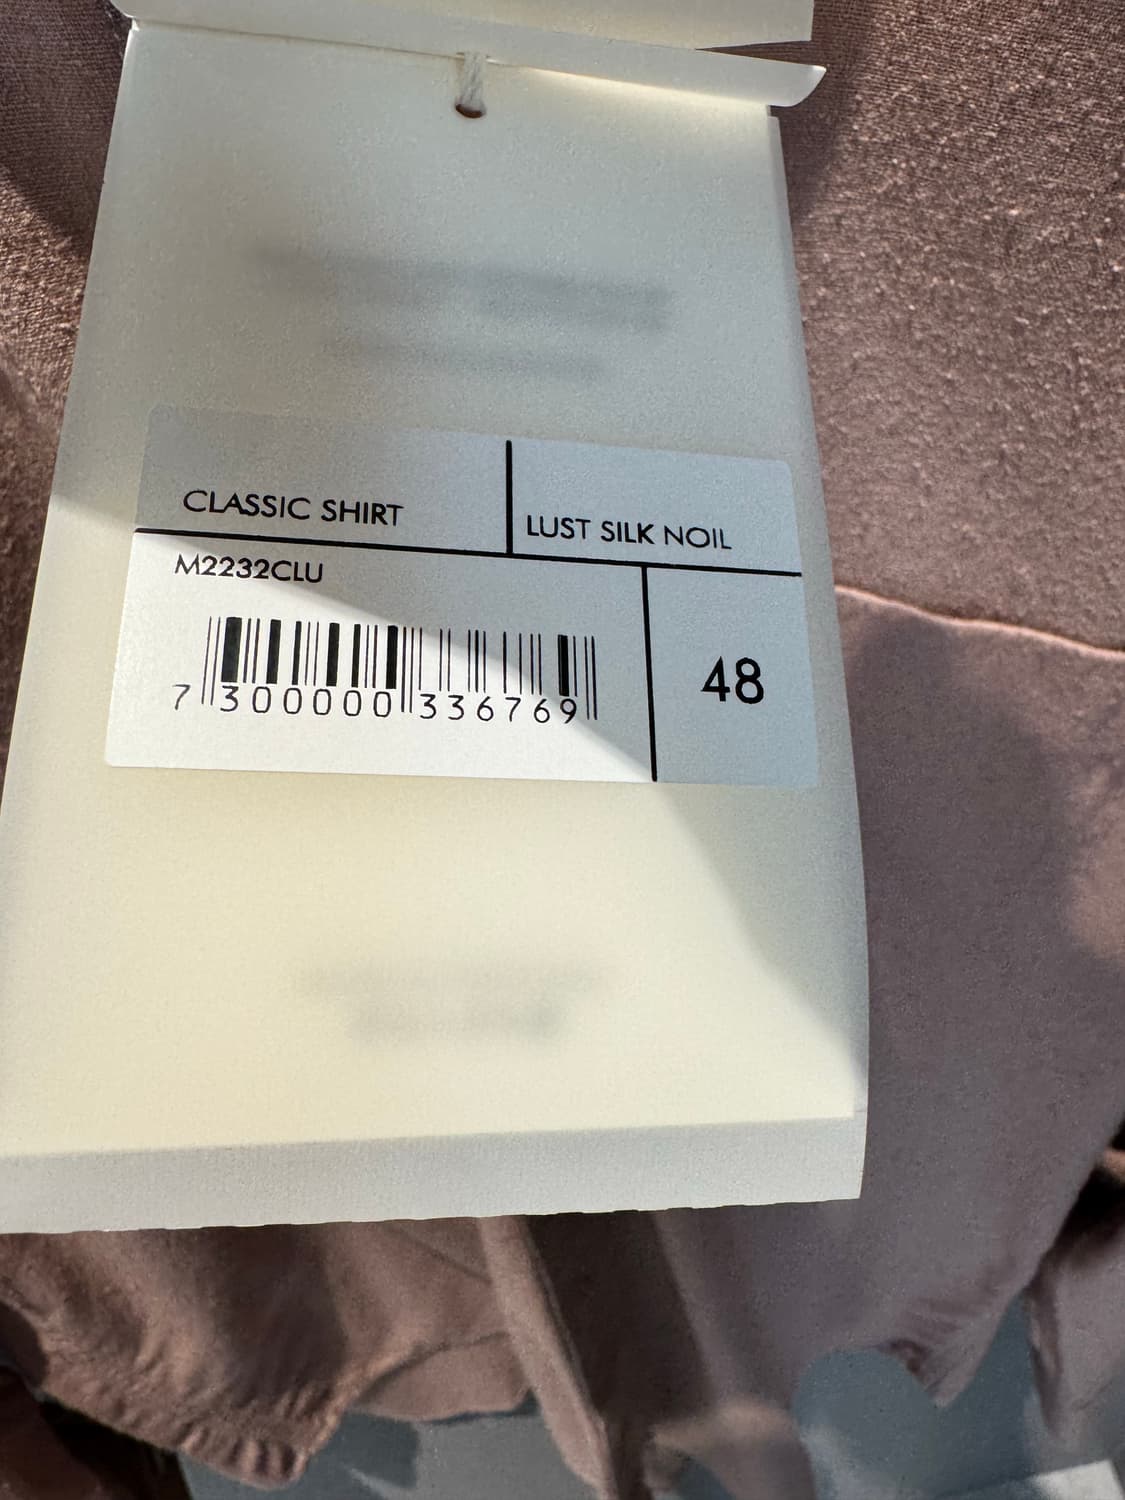 CLASSIC SHIRT
LUST SILK NOIL
M2232CLU
7 300000 336769
48